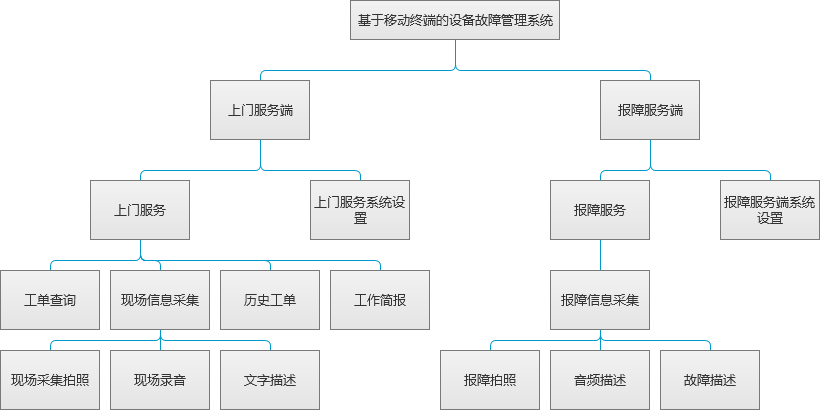 基于移动终端的设备故障管理系统
上门服务端
报障服务端
上门服务
上门服务系统设
置
报障服务
报障服务端系统
设置
工单查询
现场信息采集
历史工单
工作简报
报障信息采集
现场采集拍照
现场录音
文字描述
报障拍照
音频描述
故障描述